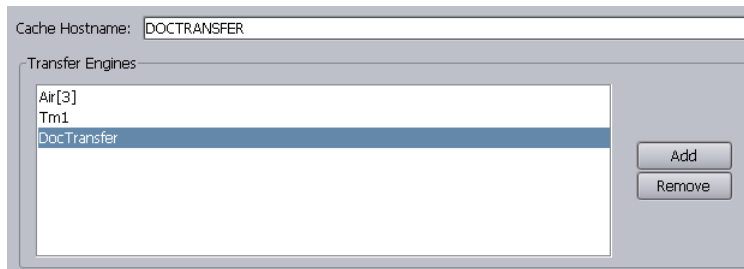 Cache Hostname: DOCTRANSFER
Transfer Engines
Air[3]
Tm1
DocTransfer
Add
Remove